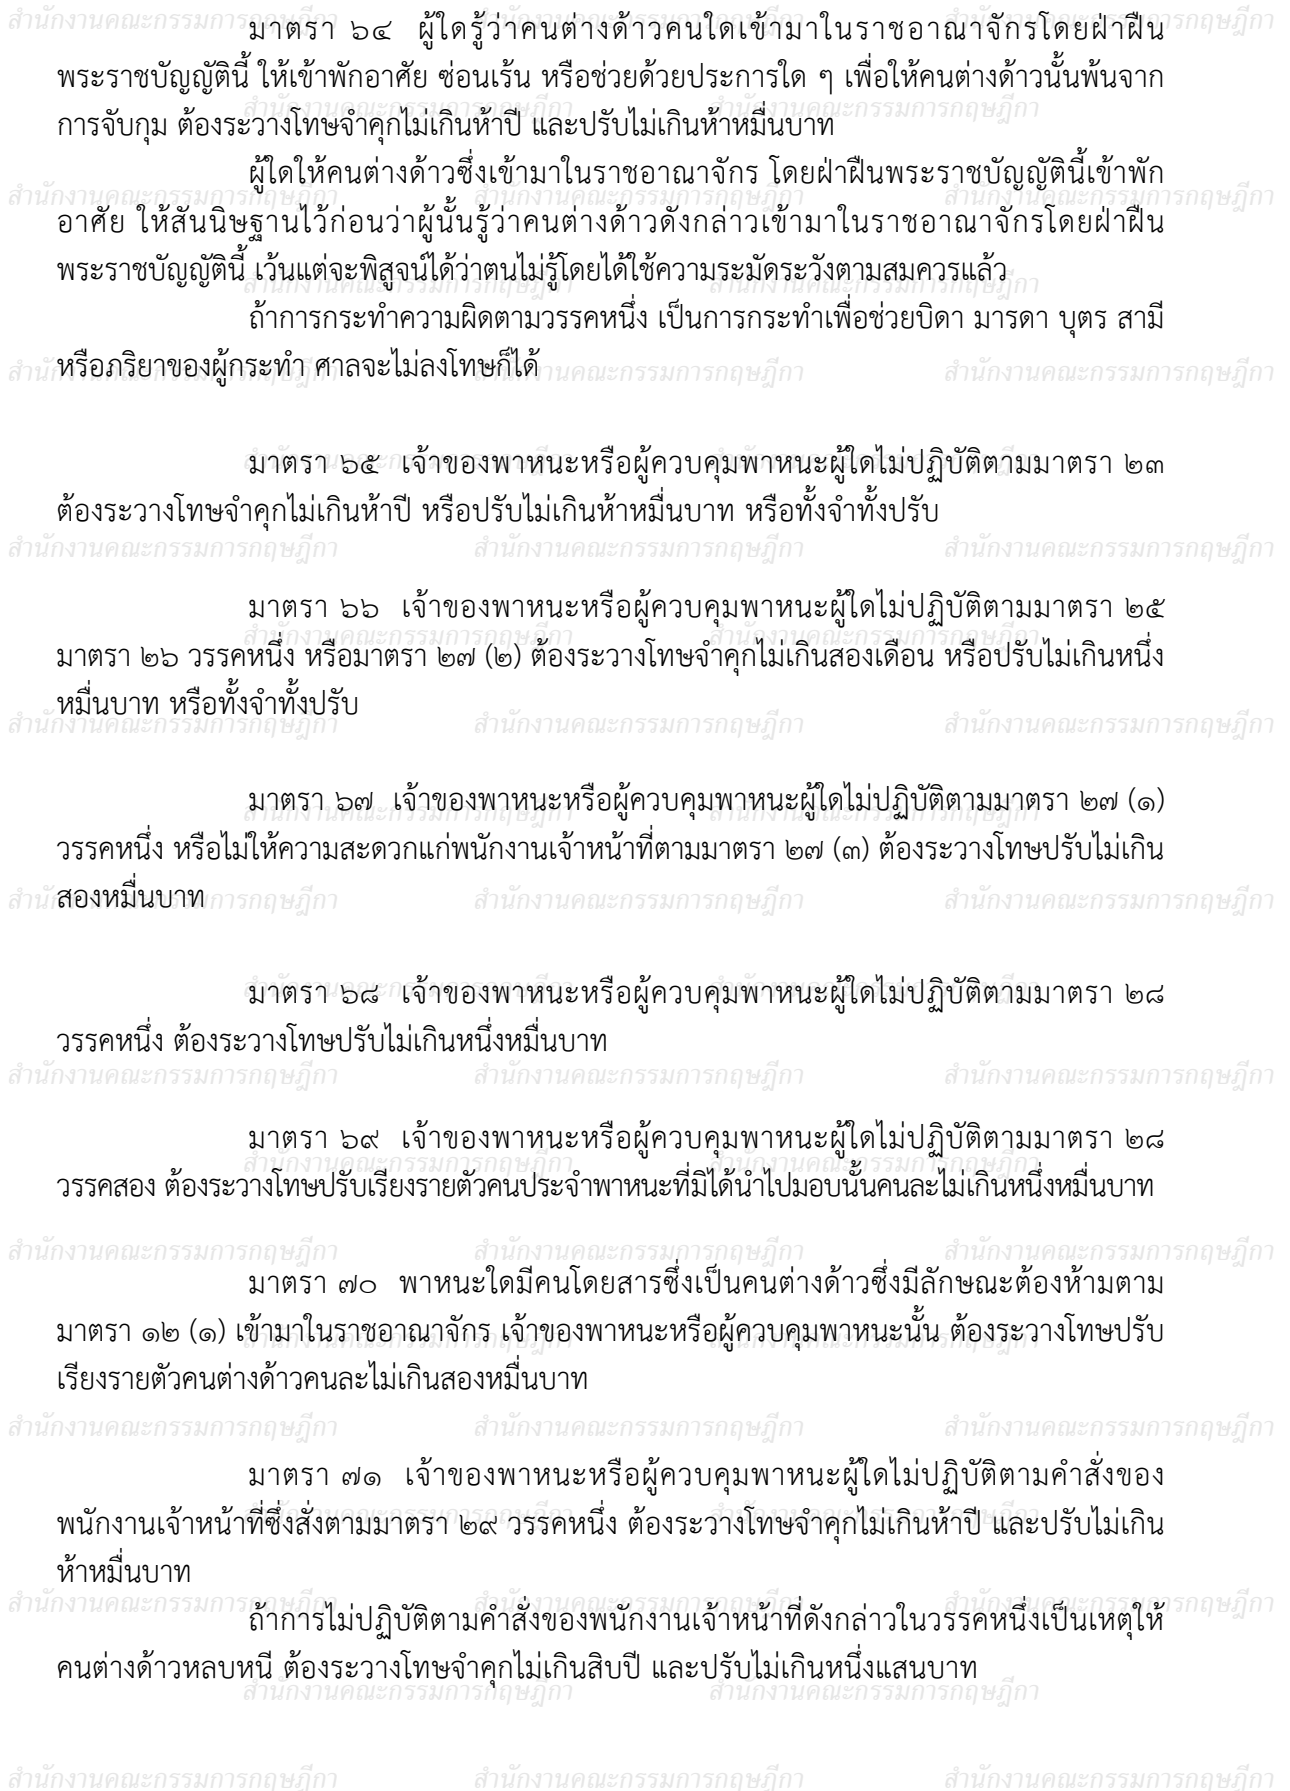 มาตรา ๖๔ ผู้ใดรู้ว่าคนต่างด้าวคนใดเข้ามาในราชอาณาจักรโดยฝ่าฝืน
พระราชบัญญัตินี้ ให้เข้าพักอาศัย ซ่อนเร้น หรือช่วยด้วยประการใด ๆ เพื่อให้คนต่างด้าวนั้นพ้นจาก
การจับกุม ต้องระวางโทษจำคุกไม่เกินห้าปี และปรับไม่เกินห้าหมื่นบาท
ผู้ใดให้คนต่างด้าวซึ่งเข้ามาในราชอาณาจักร โดยฝ่าฝืนพระราชบัญญัตินี้เข้าพัก
อาศัย ให้สันนิษฐานไว้ก่อนว่าผู้นั้นรู้ว่าคนต่างด้าวดังกล่าวเข้ามาในราชอาณาจักรโดยฝ่าฝืน
พระราชบัญญัตินี้ เว้นแต่จะพิสูจน์ได้ว่าตนไม่รู้โดยได้ใช้ความระมัดระวังตามสมควรแล้ว
ถ้าการกระทำความผิดตามวรรคหนึ่ง เป็นการกระทำเพื่อช่วยบิดา มารดา บุตร สามี
หรือภริยาของผู้กระทำ ศาลจะไม่ลงโทษก็ได้
มาตรา ๖๕ เจ้าของพาหนะหรือผู้ควบคุมพาหนะผู้ใดไม่ปฏิบัติตามมาตรา ๒๓
ต้องระวางโทษจำคุกไม่เกินห้าปี หรือปรับไม่เกินห้าหมื่นบาท หรือทั้งจำทั้งปรับ
มาตรา ๖๖ เจ้าของพาหนะหรือผู้ควบคุมพาหนะผู้ใดไม่ปฏิบัติตามมาตรา ๒๕
มาตรา ๒๖ วรรคหนึ่ง หรือมาตรา ๒๗ (๒) ต้องระวางโทษจำคุกไม่เกินสองเดือน หรือปรับไม่เกินหนึ่ง
หมื่นบาท หรือทั้งจำทั้งปรับ
มาตรา ๖๗ เจ้าของพาหนะหรือผู้ควบคุมพาหนะผู้ใดไม่ปฏิบัติตามมาตรา ๒๗ (๑)
วรรคหนึ่ง หรือไม่ให้ความสะดวกแก่พนักงานเจ้าหน้าที่ตามมาตรา ๒๗ (๓) ต้องระวางโทษปรับไม่เกิน
สองหมื่นบาท
มาตรา ๖๘ เจ้าของพาหนะหรือผู้ควบคุมพาหนะผู้ใดไม่ปฏิบัติตามมาตรา ๒๘
วรรคหนึ่ง ต้องระวางโทษปรับไม่เกินหนึ่งหมื่นบาท
มาตรา ๖๙ เจ้าของพาหนะหรือผู้ควบคุมพาหนะผู้ใดไม่ปฏิบัติตามมาตรา ๒๘
วรรคสอง ต้องระวางโทษปรับเรียงรายตัวคนประจำพาหนะที่มิได้นำไปมอบนั้นคนละไม่เกินหนึ่งหมื่นบาท
มาตรา ๗๐ พาหนะใดมีคนโดยสารซึ่งเป็นคนต่างด้าวซึ่งมีลักษณะต้องห้ามตาม
มาตรา ๑๒ (๑) เข้ามาในราชอาณาจักร เจ้าของพาหนะหรือผู้ควบคุมพาหนะนั้น ต้องระวางโทษปรับ
เรียงรายตัวคนต่างด้าวคนละไม่เกินสองหมื่นบาท
มาตรา ๗๑ เจ้าของพาหนะหรือผู้ควบคุมพาหนะผู้ใดไม่ปฏิบัติตามคำสั่งของ
พนักงานเจ้าหน้าที่ซึ่งสั่งตามมาตรา ๒๙ วรรคหนึ่ง ต้องระวางโทษจำคุกไม่เกินห้าปี และปรับไม่เกิน
ห้าหมื่นบาท
ถ้าการไม่ปฏิบัติตามคำสั่งของพนักงานเจ้าหน้าที่ดังกล่าวในวรรคหนึ่งเป็นเหตุให้
คนต่างด้าวหลบหนี ต้องระวางโทษจำคุกไม่เกินสิบปี และปรับไม่เกินหนึ่งแสนบาท
สำนักงานคณะกรรมการกฤษฎีกา สำนักงานคณะกรรมการกฤษฎีกา สำนักงานคณะกรรมการกฤษฎีกา